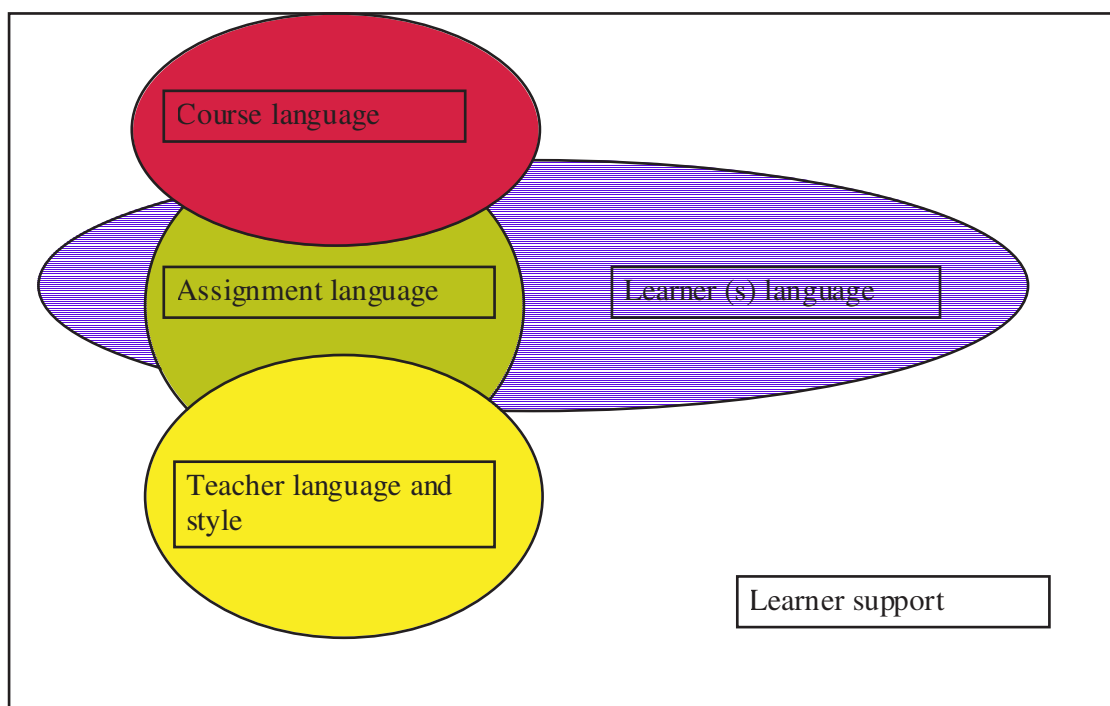 Course language
Assignment language
Learner (s) language
Teacher language and
style
Learner support